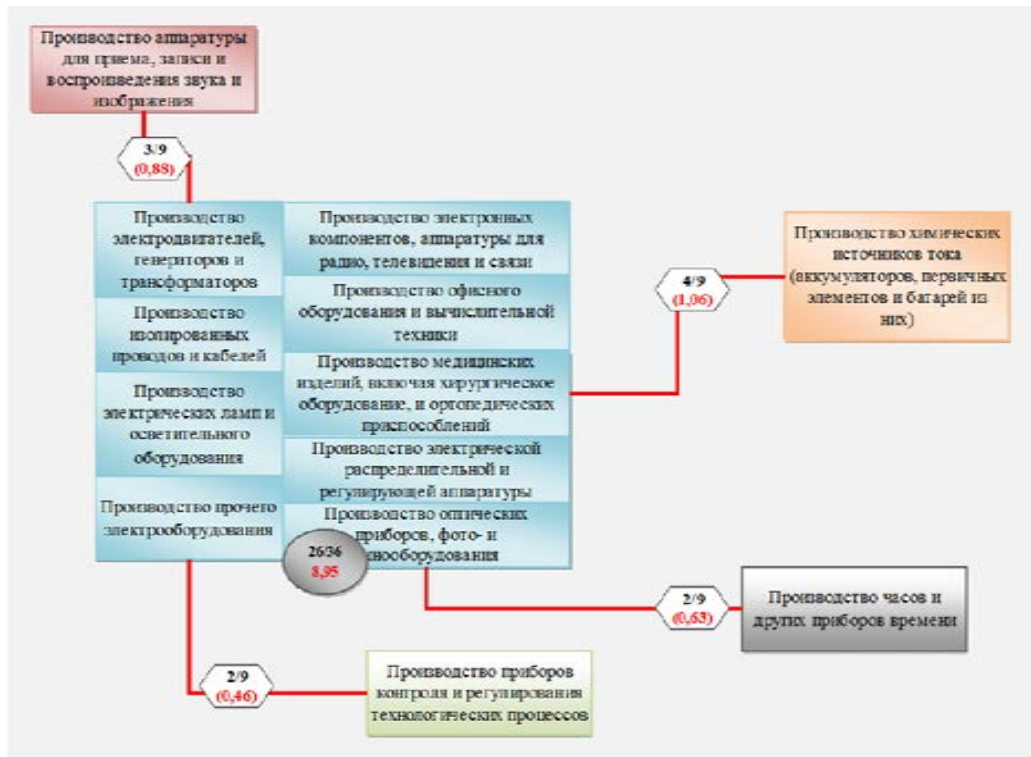 Производство аппаратуры
для приема, записи и
воспроизведения звука и
изображения
3/9
(0,88)
Производство
электродвигателей,
генераторов и
трансформаторов
Производство
изолированных
проводов и кабелей
Производство
электрических ламп и
осветительного
оборудования
Производство прочего
электрооборудования
Производство электронных
компонентов, аппаратуры для
радио, телевидения и связи
Производство офисного
оборудования и вычислительной
техники
Производство медицинских
изделий, включая хирургическое
оборудование, и ортопедических
приспособлений
Производство электрической
распределительной и
регулирующей аппаратуры
Производство оптических
приборов, фото- и
26/36
8,95
4/9
(1,06)
Производство химических
источников тока
(аккумуляторов, первичных
элементов и батарей из
них)
2/9
(0,63)
Производство часов и
других приборов времени
2/9
(0,46)
Производство приборов
контроля и регулирования
технологических процессов